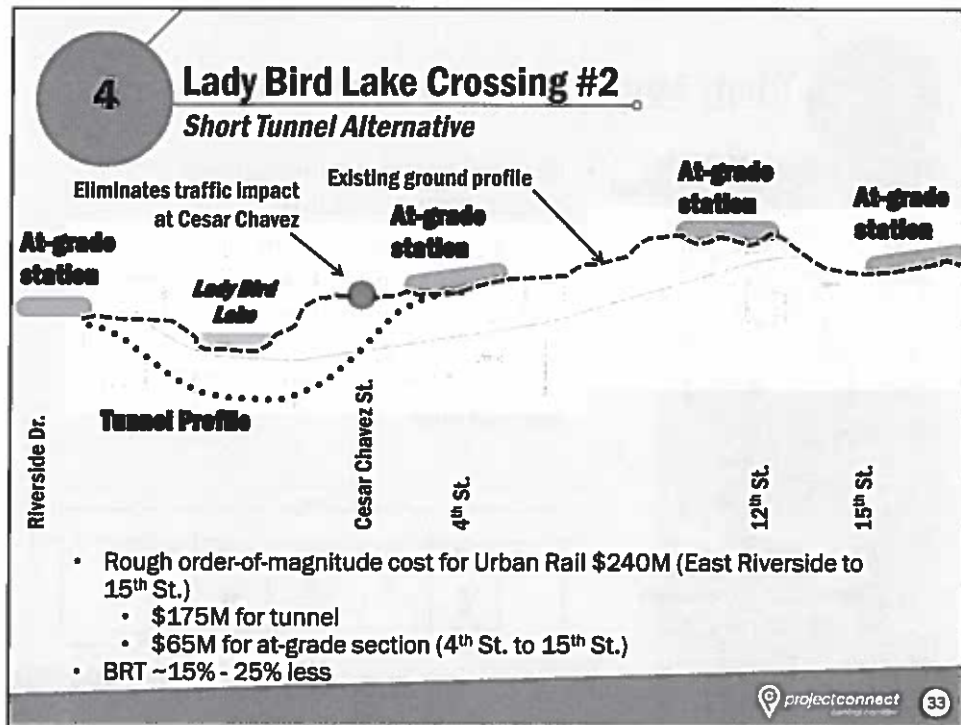 4
Lady Bird Lake Crossing #2
Short Tunnel Alternative
Eliminates traffic impact
at Cesar Chavez
Existing ground profile
At-grade
station
At-grade
station
At-grade
station
At-grade
station
Lady Bird
Lake
Tunnel Profile
Riverside Dr.
Cesar Chavez St.
4th St.
12th St.
15th St.
• Rough order-of-magnitude cost for Urban Rail $240M (East Riverside to
15th St.)
• $175M for tunnel
• $65M for at-grade section (4th St. to 15th St.)
• BRT ~15% - 25% less
projectconnect
central corridor
33